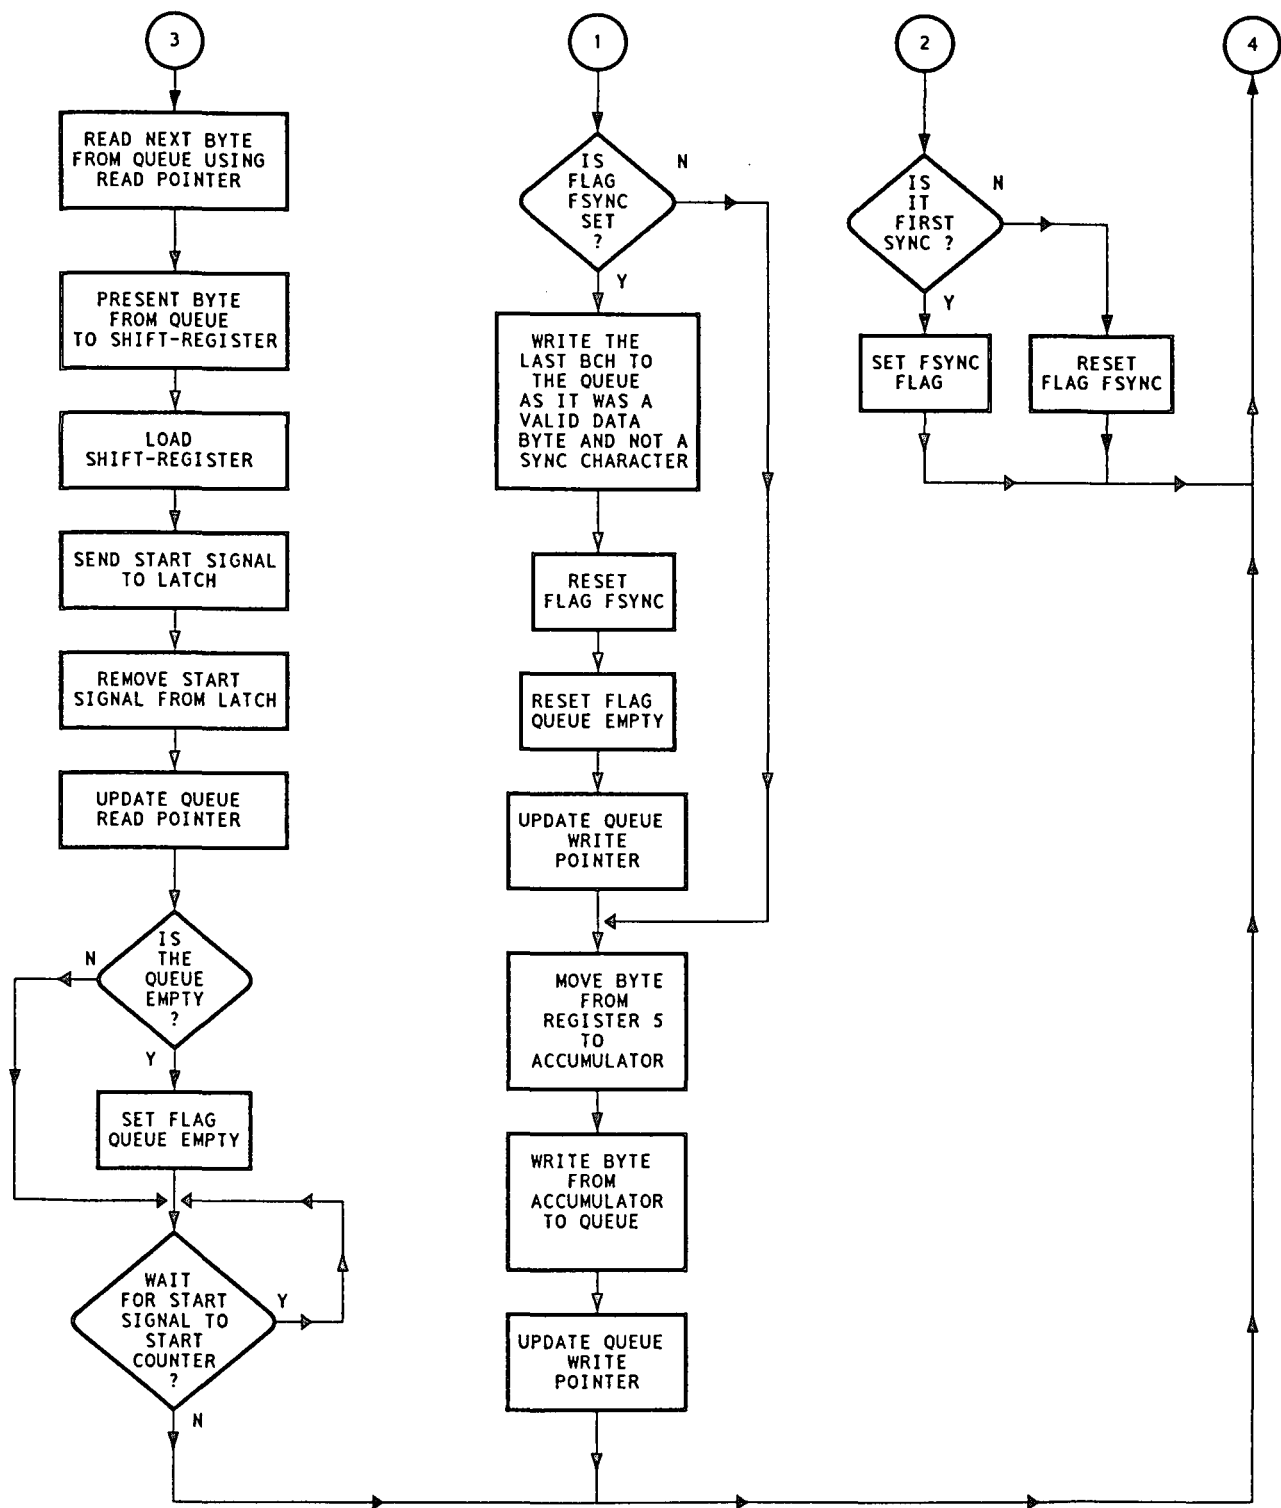 3
READ NEXT BYTE
FROM QUEUE USING
READ POINTER
PRESENT BYTE
FROM QUEUE
TO SHIFT-REGISTER
LOAD
SHIFT-REGISTER
SEND START SIGNAL
TO LATCH
REMOVE START
SIGNAL FROM LATCH
UPDATE QUEUE
READ POINTER
IS
THE
QUEUE
EMPTY
?
N
Y
SET FLAG
QUEUE EMPTY
WAIT
FOR START
SIGNAL TO
START
COUNTER
?
Y
N
1
IS
FLAG
FSYNC
SET
?
N
Y
WRITE THE
LAST BCH TO
THE QUEUE
AS IT WAS A
VALID DATA
BYTE AND NOT A
SYNC CHARACTER
RESET
FLAG FSYNC
RESET FLAG
QUEUE EMPTY
UPDATE QUEUE
WRITE
POINTER
MOVE BYTE
FROM
REGISTER 5
TO
ACCUMULATOR
WRITE BYTE
FROM
ACCUMULATOR
TO QUEUE
UPDATE QUEUE
WRITE
POINTER
2
IS
IT
FIRST
SYNC ?
N
Y
SET FSYNC
FLAG
RESET
FLAG FSYNC
4